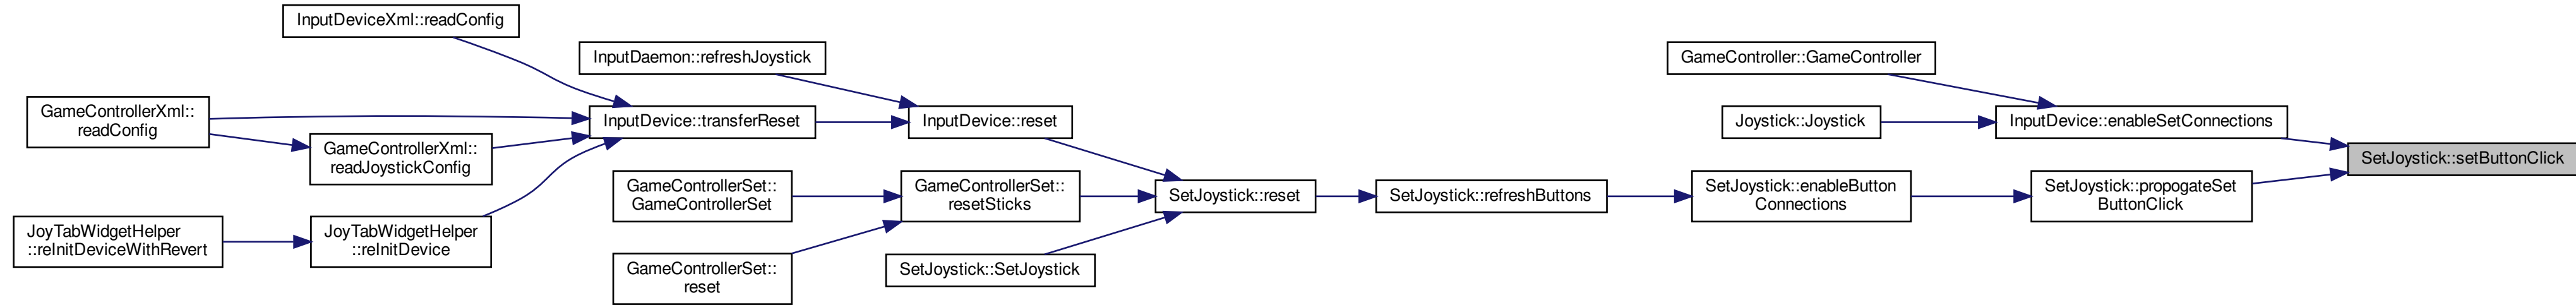 InputDeviceXml::readConfig
InputDaemon::refreshJoystick
GameController::GameController
GameControllerXml::
readConfig
InputDevice::transferReset
InputDevice::reset
Joystick::Joystick
InputDevice::enableSetConnections
GameControllerXml::
readJoystickConfig
SetJoystick::setButtonClick
GameControllerSet::
GameControllerSet
GameControllerSet::
resetSticks
SetJoystick::reset
SetJoystick::refreshButtons
SetJoystick::enableButton
Connections
SetJoystick::propogateSet
ButtonClick
JoyTabWidgetHelper
::reInitDeviceWithRevert
JoyTabWidgetHelper
::reInitDevice
GameControllerSet::
reset
SetJoystick::SetJoystick